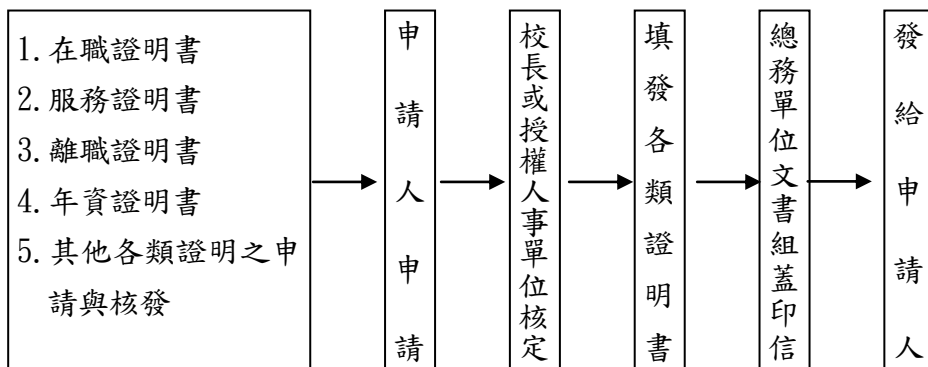 1.在職證明書
2.服務證明書
3.離職證明書
4.年資證明書
5.其他各類證明之申
請與核發
申請人申請
校長或授權人事單位核定
填發各類證明書
總務單位文書組蓋印信
發給申請人